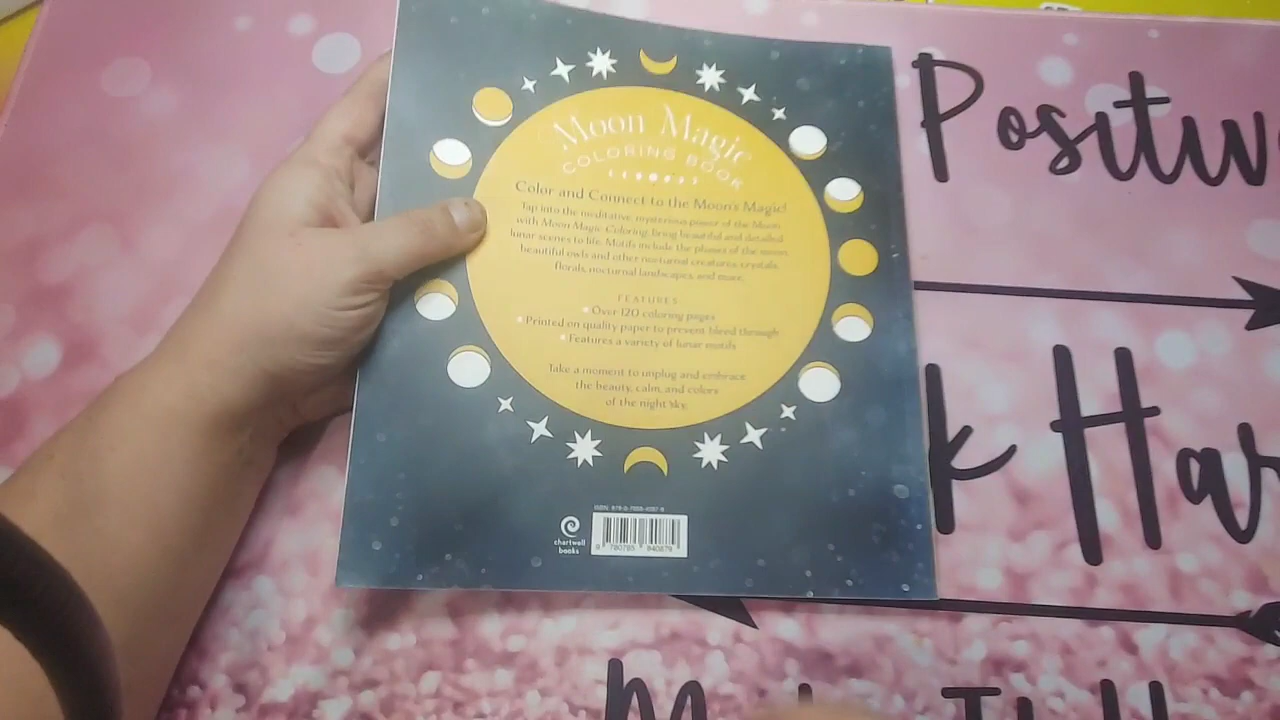 Moon Magic
COLORING BOOK
Color and Connect to the Moon's Magic!
Tap into the meditative, mysterious power of the Moon
with Moon Magic Coloring, bring beautiful and detailed
lunar scenes to life. Motifs include the phases of the moon,
beautiful owls and other nocturnal creatures, crystals,
florals, nocturnal landscapes, and more.
FEATURES
Over 120 coloring pages
Printed on quality paper to prevent bleed through
Features a variety of lunar motifs
Take a moment to unplug and embrace
the beauty, calm, and colors
of the night sky.
chartwell
books
Positiv
k Har